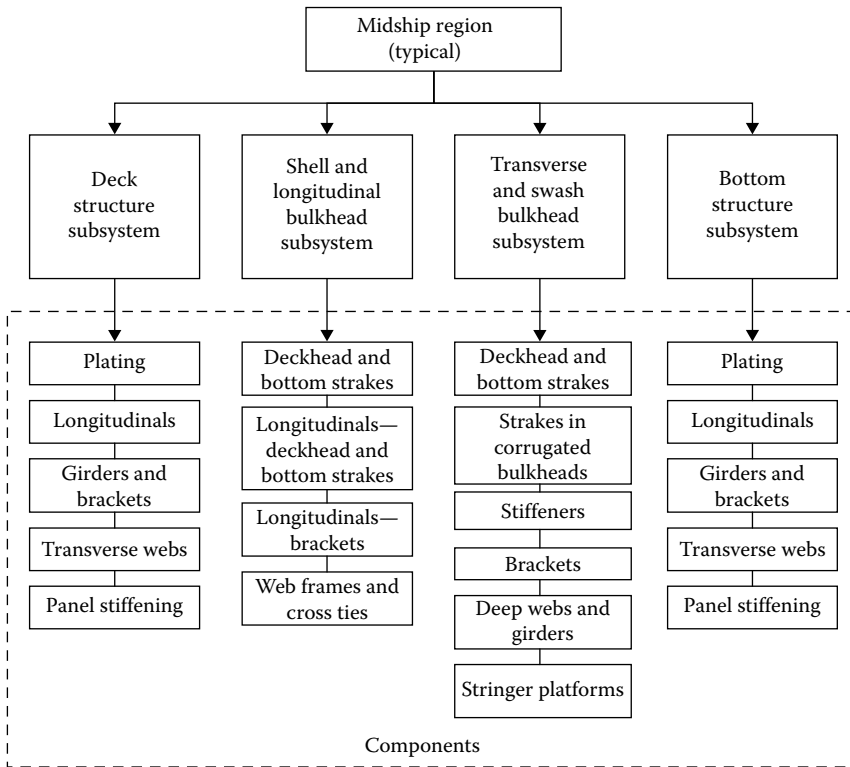 Midship region
(typical)
Deck
structure
subsystem
Shell and
longitudinal
bulkhead
subsystem
Transverse
and swash
bulkhead
subsystem
Bottom
structure
subsystem
Plating
Longitudinals
Girders and
brackets
Transverse webs
Panel stiffening
Deckhead and
bottom strakes
Longitudinals—
deckhead and
bottom strakes
Longitudinals—
brackets
Web frames and
cross ties
Deckhead and
bottom strakes
Strakes in
corrugated
bulkheads
Stiffeners
Brackets
Deep webs and
girders
Stringer platforms
Plating
Longitudinals
Girders and
brackets
Transverse webs
Panel stiffening
Components